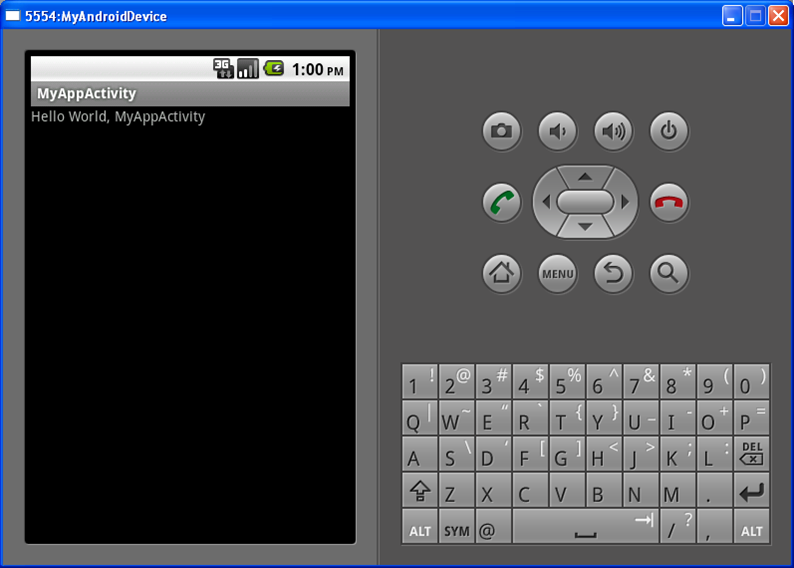 5554:MyAndroidDevice
3G 1:00 PM
MyAppActivity
Hello World, MyAppActivity
MENU
1 ! 2 @ 3 # 4 $ 5 % 6 ^ 7 & 8 * 9 ( 0 )
Q | W ~ E “ R ` T { Y } U _ I - O + P =
A S \ D ‘ F [ G ] H < J > K ; L : DEL
Z X C V B N M .
ALT SYM @ / ? , ALT